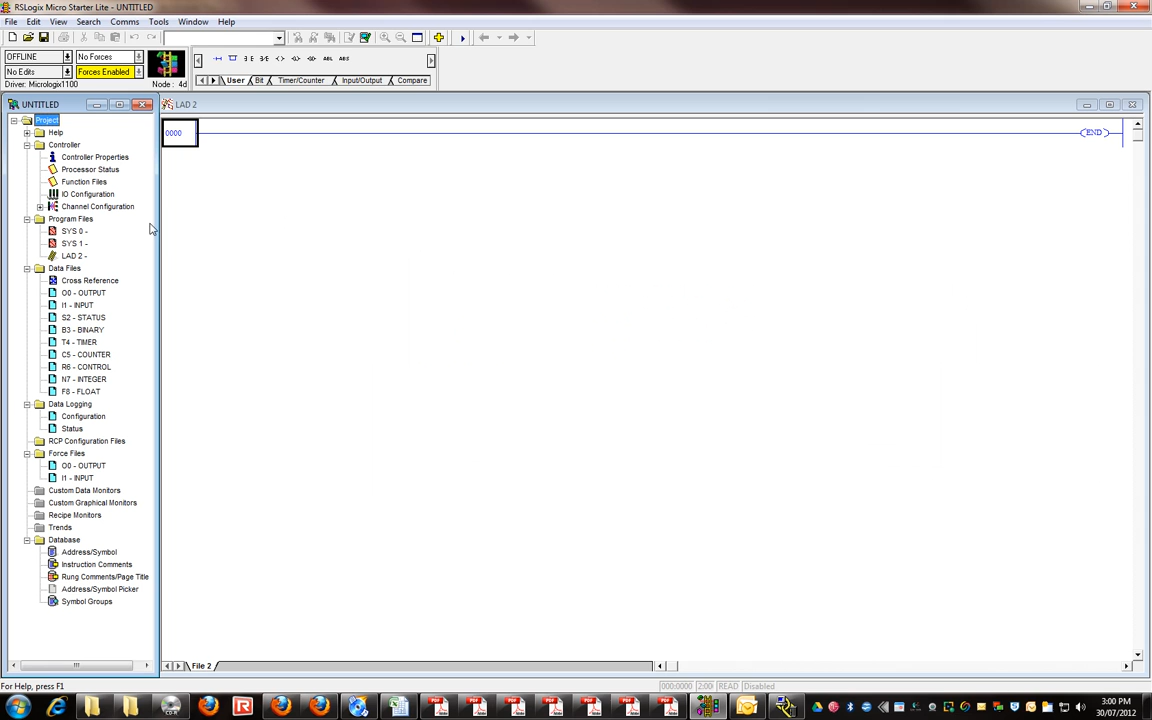 RSLogix Micro Starter Lite - UNTITLED
File Edit View Search Comms Tools Window Help
OFFLINE No Forces
No Edits Forces Enabled
Driver: Micrologix1100 Node : 4d
User Bit Timer/Counter Input/Output Compare
UNTITLED
Project
Help
Controller
Controller Properties
Processor Status
Function Files
IO Configuration
Channel Configuration
Program Files
SYS 0 -
SYS 1 -
LAD 2 -
Data Files
Cross Reference
O0 - OUTPUT
I1 - INPUT
S2 - STATUS
B3 - BINARY
T4 - TIMER
C5 - COUNTER
R6 - CONTROL
N7 - INTEGER
F8 - FLOAT
Data Logging
Configuration
Status
RCP Configuration Files
Force Files
O0 - OUTPUT
I1 - INPUT
Custom Data Monitors
Custom Graphical Monitors
Recipe Monitors
Trends
Database
Address/Symbol
Instruction Comments
Rung Comments/Page Title
Address/Symbol Picker
Symbol Groups
LAD 2
0000
END
File 2
For Help, press F1
000:0000 2:00 READ Disabled
3:00 PM
30/07/2012